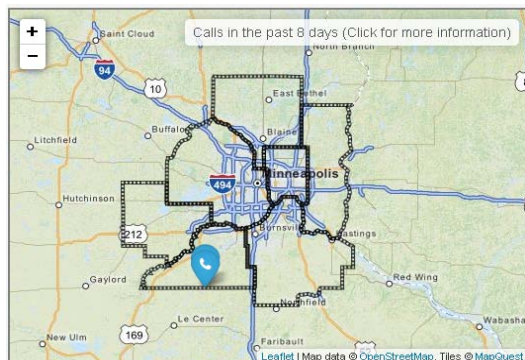 +
−
Calls in the past 8 days (Click for more information)
Saint Cloud
North Branch
94
10
East Bethel
Buffalo
Blaine
Litchfield
Minneapolis
494
Hutchinson
212
Burnsville
Hastings
Gaylord
Red Wing
Northfield
Le Center
Wabasha
169
New Ulm
Faribault
Leaflet | Map data © OpenStreetMap, Tiles © MapQuest